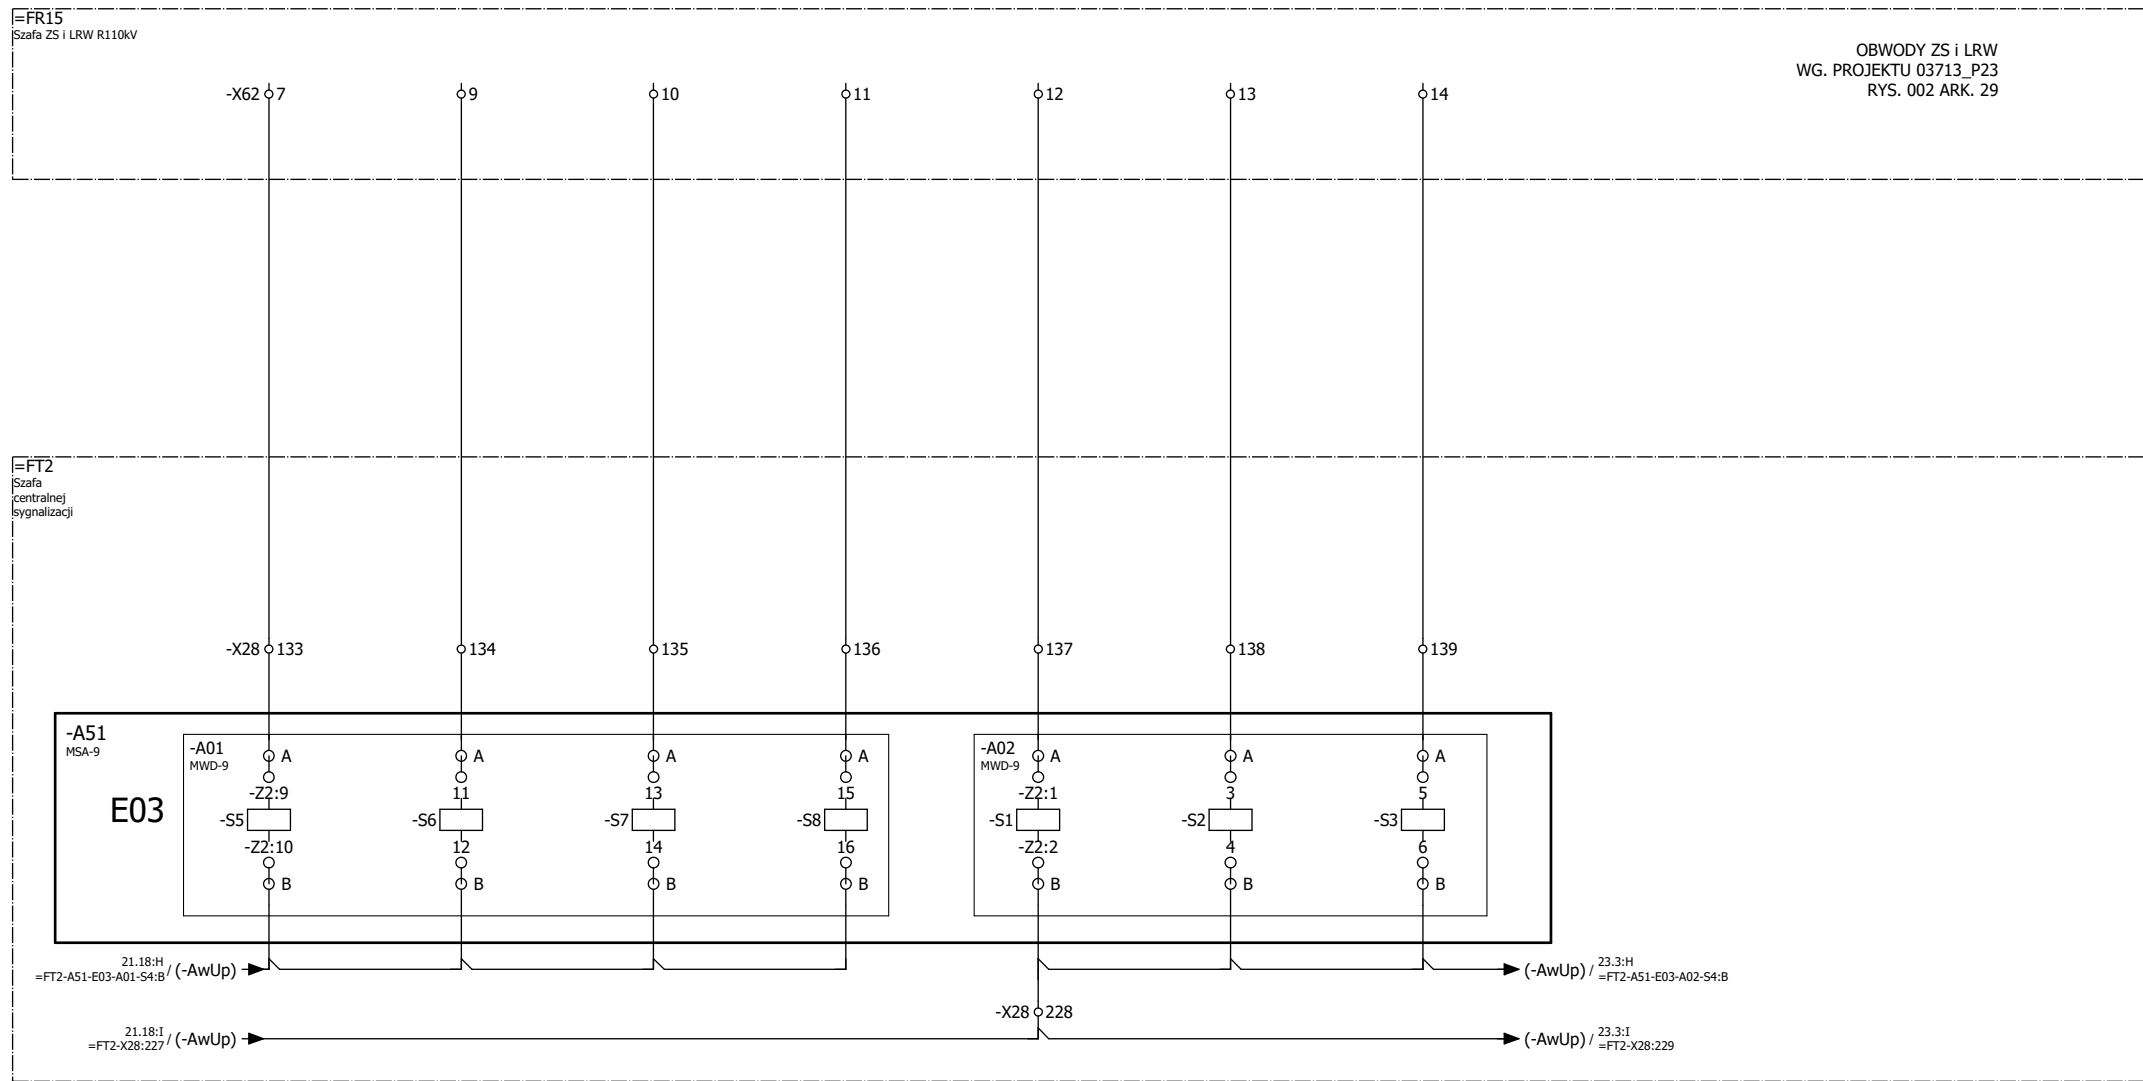 =FR15
Szafa ZS i LRW R110kV
OBWODY ZS i LRW
WG. PROJEKTU 03713_P23
RYS. 002 ARK. 29
-X62 7 9 10 11 12 13 14
=FT2
Szafa
centralnej
sygnalizacji
-X28 133 134 135 136 137 138 139
-A51
MSA-9
E03
-A01
MWD-9
-A02
MWD-9
A A A A A A A
-Z2:9 11 13 15 -Z2:1 3 5
-S5 -S6 -S7 -S8 -S1 -S2 -S3
-Z2:10 12 14 16 -Z2:2 4 6
B B B B B B B
21.18:H
=FT2-A51-E03-A01-S4:B / (-AwUp)
(-AwUp) / 23.3:H
=FT2-A51-E03-A02-S4:B
-X28 228
21.18:I
=FT2-X28:227 / (-AwUp)
(-AwUp) / 23.3:I
=FT2-X28:229